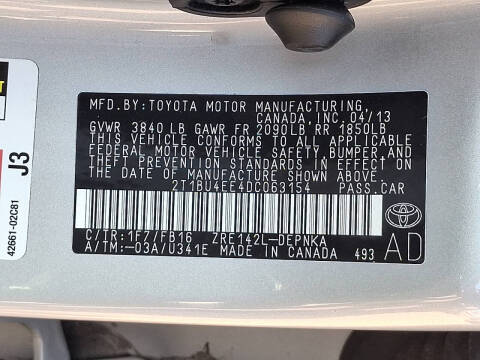 MFD.BY:TOYOTA MOTOR MANUFACTURING,
CANADA,INC. 04/13
GVWR 3840LB GAWR FR 2090LB RR 1850LB
THIS VEHICLE CONFORMS TO ALL APPLICABLE
FEDERAL MOTOR VEHICLE SAFETY, BUMPER, AND
THEFT PREVENTION STANDARDS IN EFFECT ON
THE DATE OF MANUFACTURE SHOWN ABOVE.
2T1BU4EE4DC063154 PASS.CAR
C/TR:1F7/FB16 ZRE142L-DEPNKA
A/TM:-03A/U341E MADE IN CANADA 493
AD
J3
42661-02C81